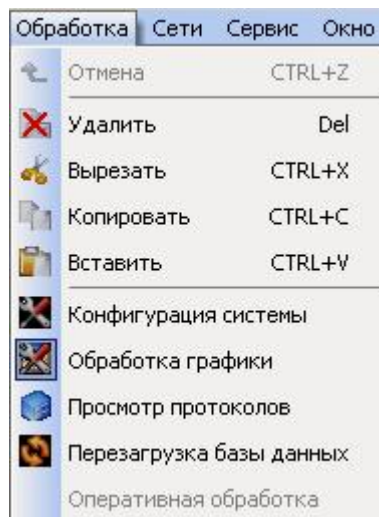 Обработка Сети Сервис Окно
Отмена CTRL+Z
Удалить Del
Вырезать CTRL+X
Копировать CTRL+C
Вставить CTRL+V
Конфигурация системы
Обработка графики
Просмотр протоколов
Перезагрузка базы данных
Оперативная обработка